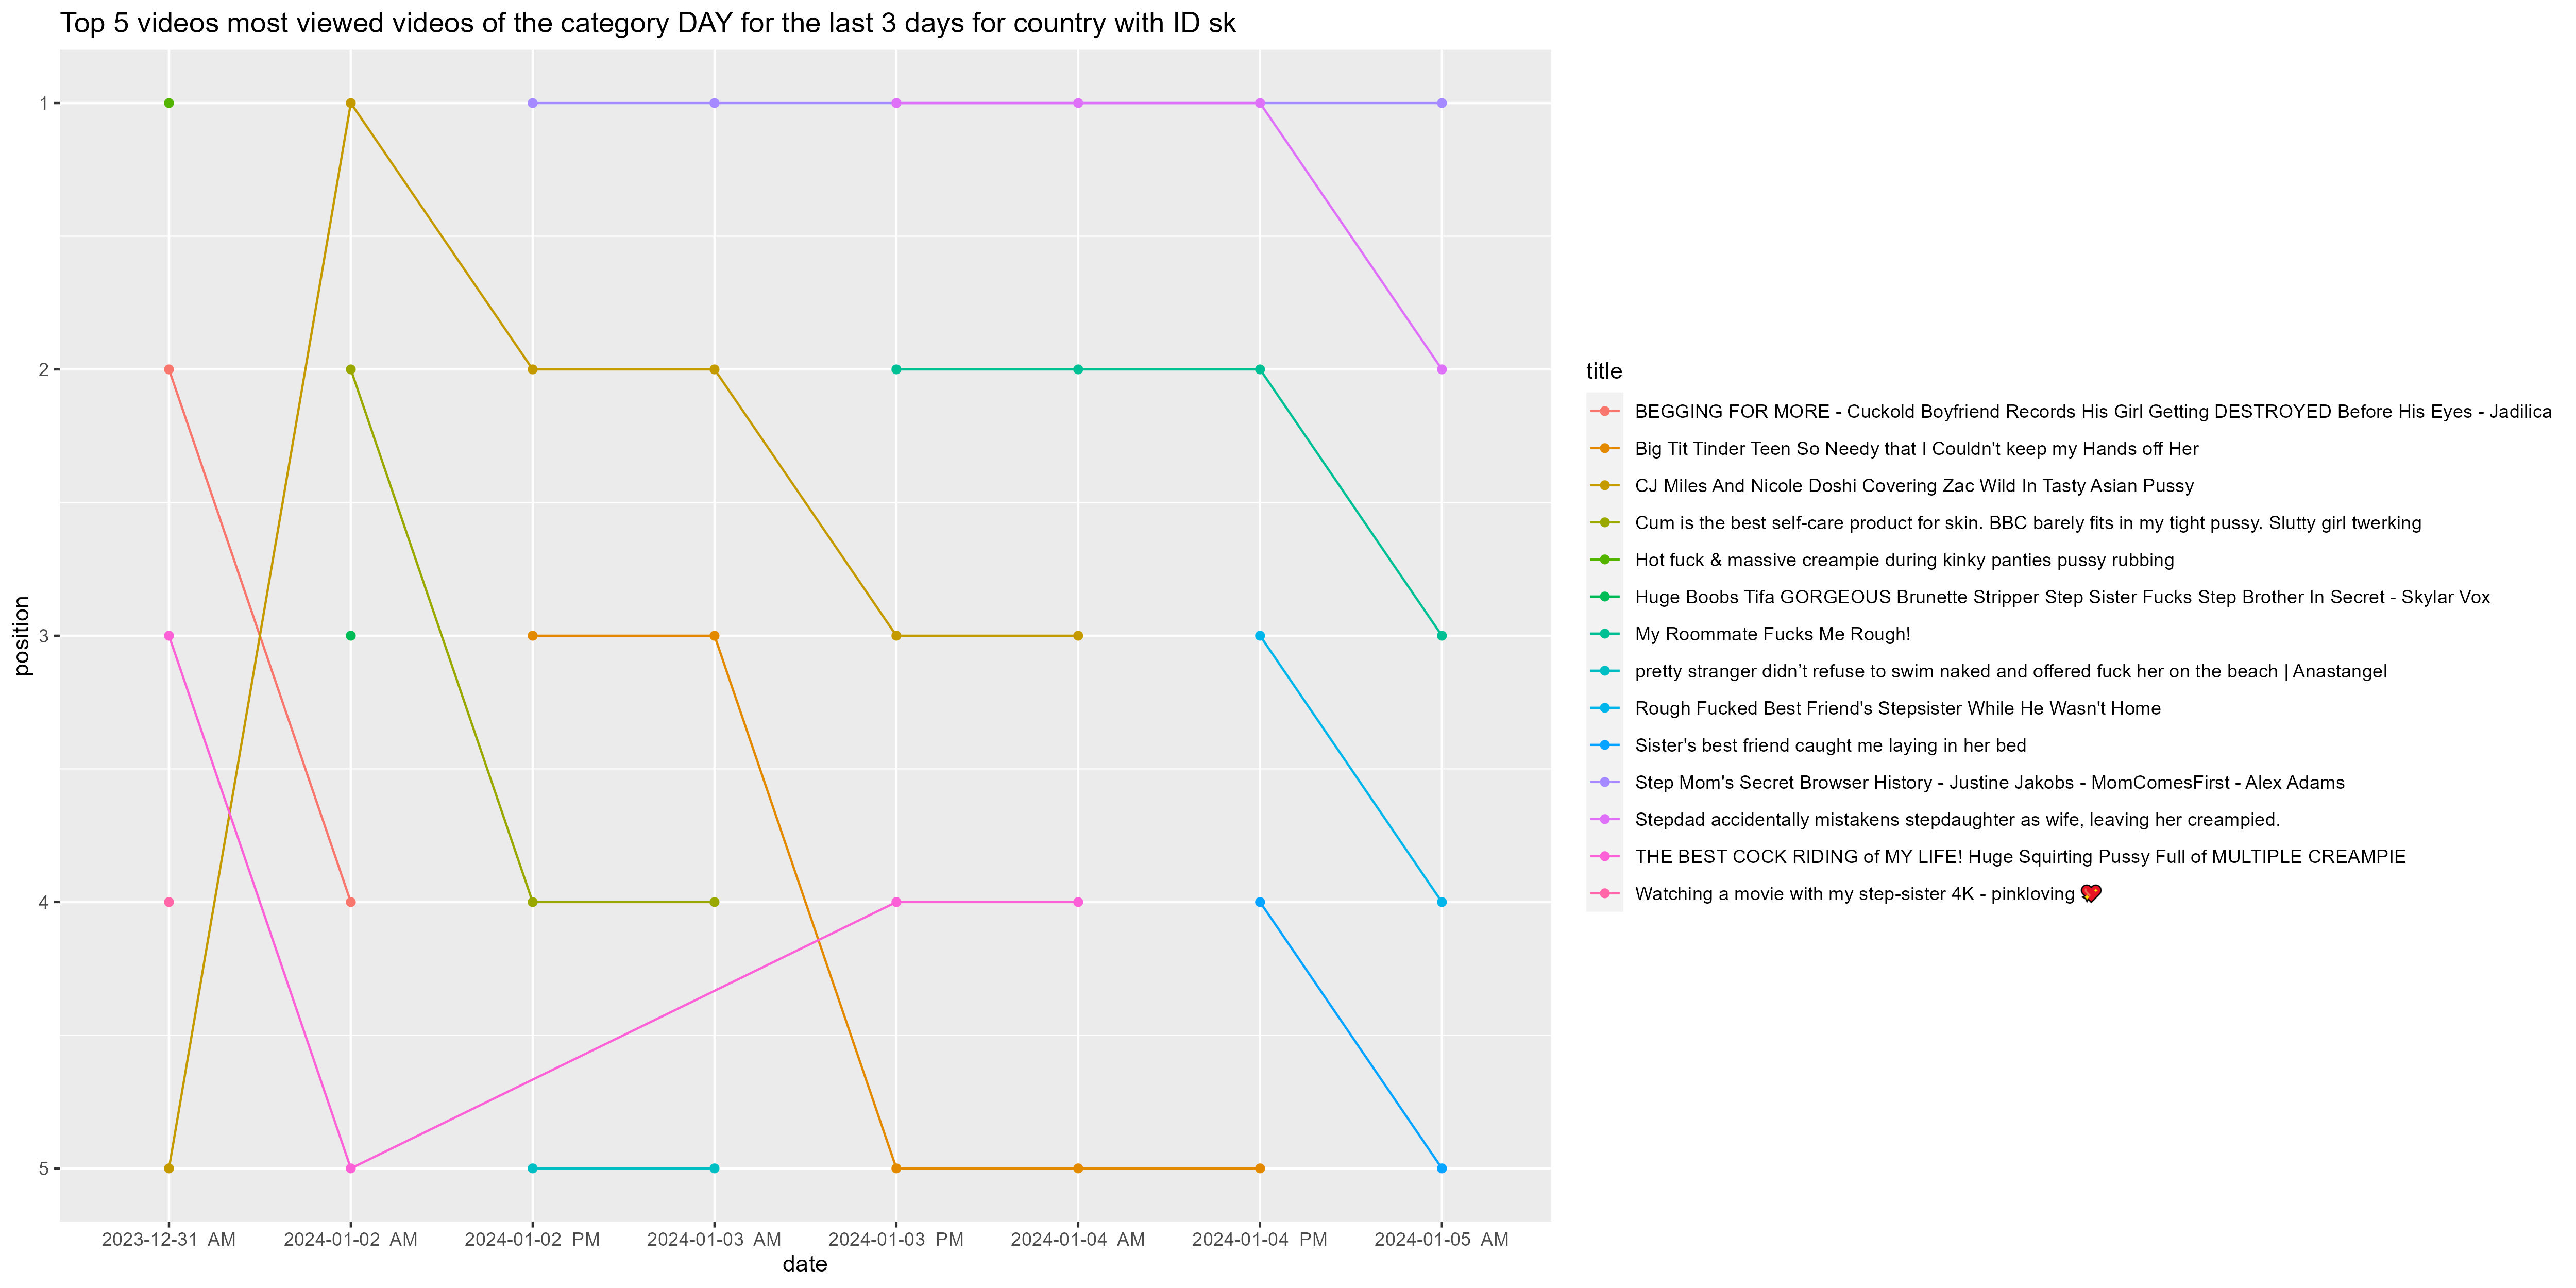 Top 5 videos most viewed videos of the category DAY for the last 3 days for country with ID sk
1
2
3
4
5
position
2023-12-31 AM
2024-01-02 AM
2024-01-02 PM
2024-01-03 AM
2024-01-03 PM
2024-01-04 AM
2024-01-04 PM
2024-01-05 AM
date
title
BEGGING FOR MORE - Cuckold Boyfriend Records His Girl Getting DESTROYED Before His Eyes - Jadilica
Big Tit Tinder Teen So Needy that I Couldn't keep my Hands off Her
CJ Miles And Nicole Doshi Covering Zac Wild In Tasty Asian Pussy
Cum is the best self-care product for skin. BBC barely fits in my tight pussy. Slutty girl twerking
Hot fuck & massive creampie during kinky panties pussy rubbing
Huge Boobs Tifa GORGEOUS Brunette Stripper Step Sister Fucks Step Brother In Secret - Skylar Vox
My Roommate Fucks Me Rough!
pretty stranger didn’t refuse to swim naked and offered fuck her on the beach | Anastangel
Rough Fucked Best Friend's Stepsister While He Wasn't Home
Sister's best friend caught me laying in her bed
Step Mom's Secret Browser History - Justine Jakobs - MomComesFirst - Alex Adams
Stepdad accidentally mistakens stepdaughter as wife, leaving her creampied.
THE BEST COCK RIDING of MY LIFE! Huge Squirting Pussy Full of MULTIPLE CREAMPIE
Watching a movie with my step-sister 4K - pinkloving 💖